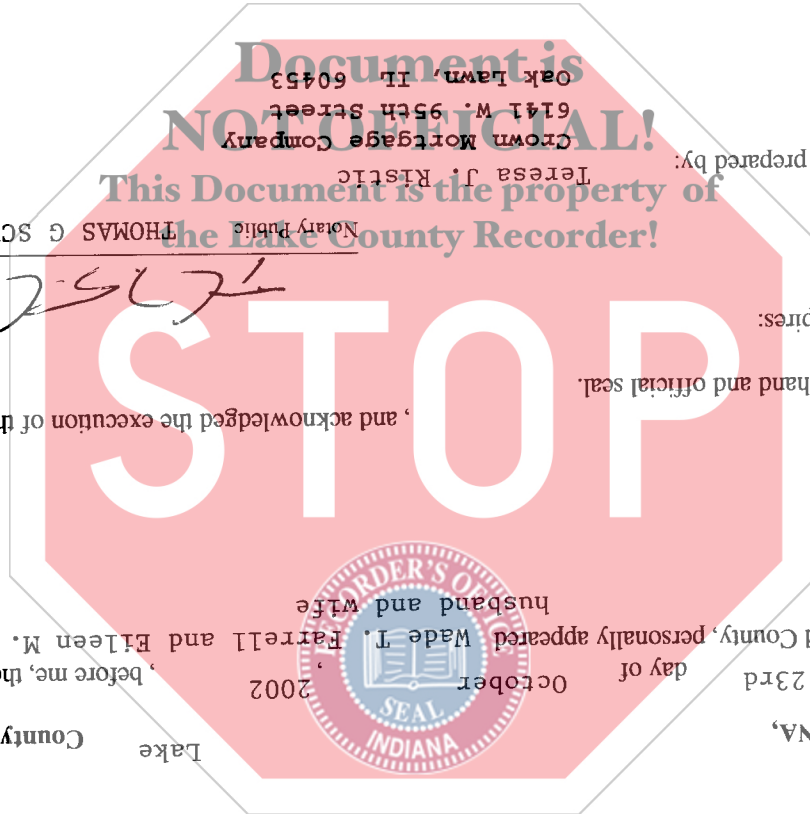 Document is
NOT OFFICIAL!
This Document is the property of
the Lake County Recorder!
STOP
RECORDER'S OFFICE
SEAL
INDIANA
NA, Lake County
23rd day of October , 2002 , before me, the
d County, personally appeared Wade T. Farrell and Eileen M.
husband and wife
, and acknowledged the execution of th
hand and official seal.
pires:
Notary Public THOMAS G
prepared by: Teresa J. Ristic
Crown Mortgage Company
6141 W. 95th Street
Oak Lawn, IL 60453